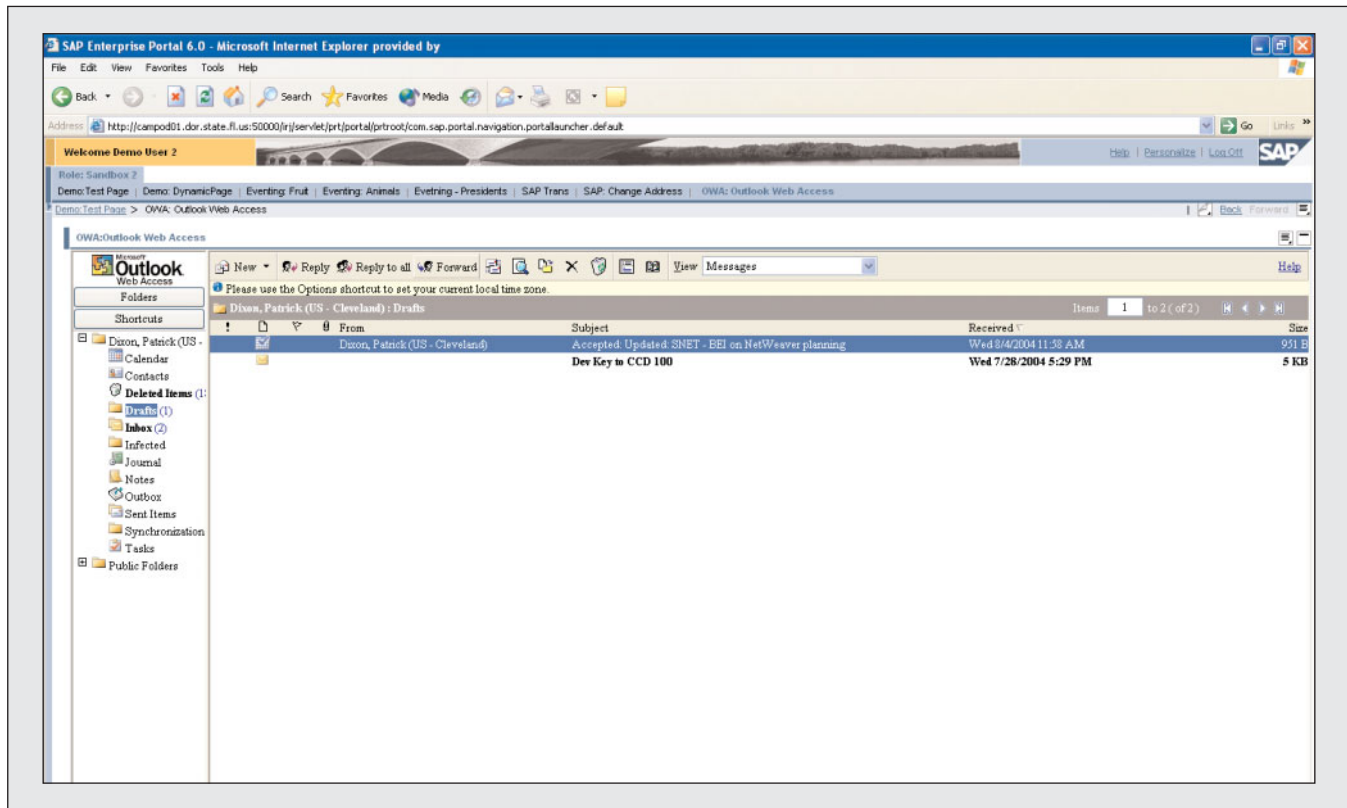 SAP Enterprise Portal 6.0 - Microsoft Internet Explorer provided by
File Edit View Favorites Tools Help
Back Search Favorites Media
Address http://campod01.dor.state.fl.us:50000/irj/servlet/prt/portal/prtroot/com.sap.portal.navigation.portallauncher.default Go Links »
Welcome Demo User 2 Help | Personalize | Log Off SAP
Role: Sandbox 2
Demo:Test Page | Demo: DynamicPage | Eventing: Fruit | Eventing: Animals | Evetning - Presidents | SAP Trans | SAP: Change Address | OWA: Outlook Web Access
Demo:Test Page > OWA: Outlook Web Access | Back Forward
OWA:Outlook Web Access
Microsoft
Outlook
Web Access
New Reply Reply to all Forward View Messages Help
Please use the Options shortcut to set your current local time zone.
Folders
Dixon, Patrick (US - Cleveland) : Drafts Items 1 to 2 ( of 2 )
Shortcuts
! From Subject Received Size
Dixon, Patrick (US - Cleveland) Accepted: Updated: SNET - BEI on NetWeaver planning Wed 8/4/2004 11:58 AM 951 B
Dev Key to CCD 100 Wed 7/28/2004 5:29 PM 5 KB
Dixon, Patrick (US -
Calendar
Contacts
Deleted Items
Drafts (1)
Inbox (2)
Infected
Journal
Notes
Outbox
Sent Items
Synchronization
Tasks
Public Folders